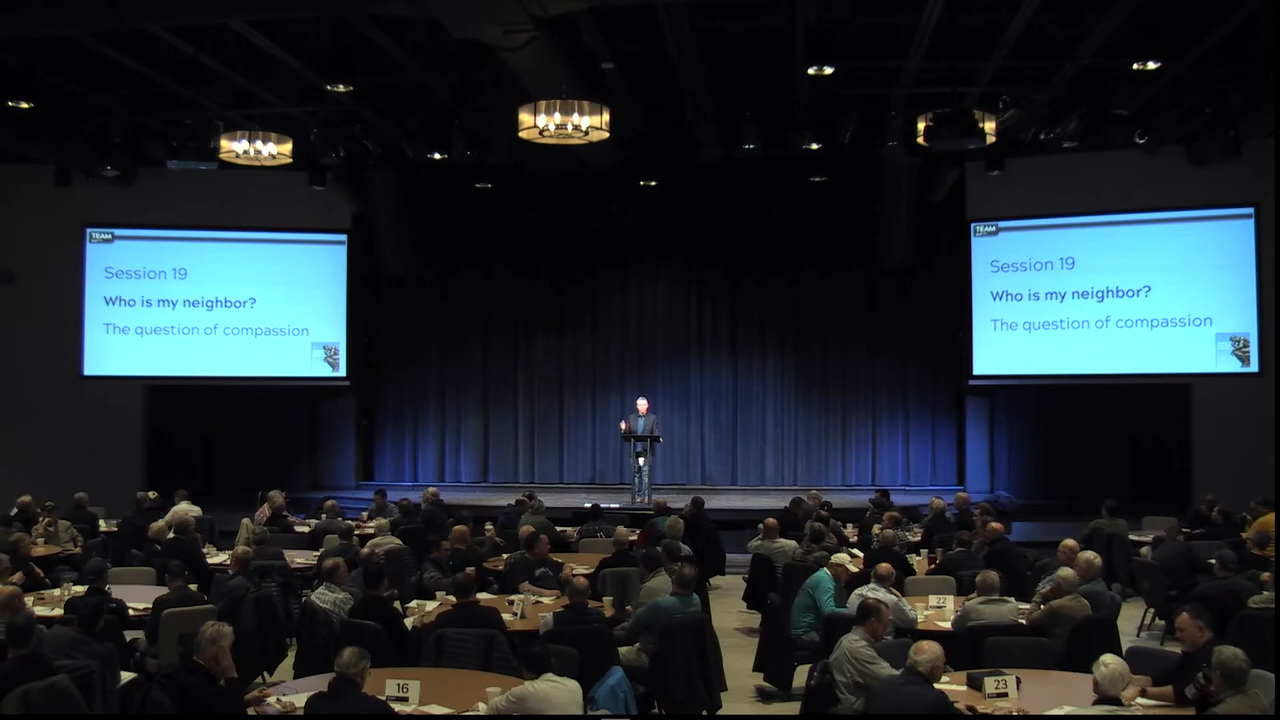 TEAM
Session 19
Who is my neighbor?
The question of compassion
TEAM
Session 19
Who is my neighbor?
The question of compassion
22
16
23